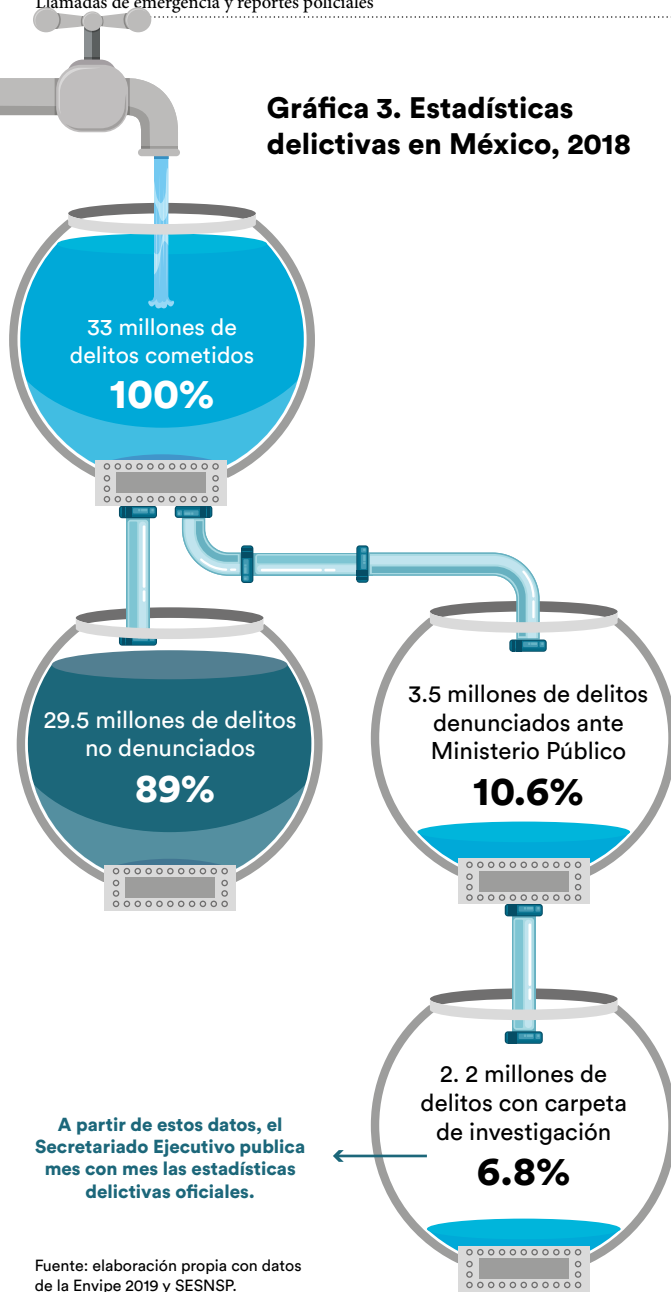 Llamadas de emergencia y reportes policiales
Gráfica 3. Estadísticas
delictivas en México, 2018
33 millones de
delitos cometidos
100%
29.5 millones de delitos
no denunciados
89%
3.5 millones de delitos
denunciados ante
Ministerio Público
10.6%
2. 2 millones de
delitos con carpeta
de investigación
6.8%
A partir de estos datos, el
Secretariado Ejecutivo publica
mes con mes las estadísticas
delictivas oficiales.
Fuente: elaboración propia con datos
de la Envipe 2019 y SESNSP.